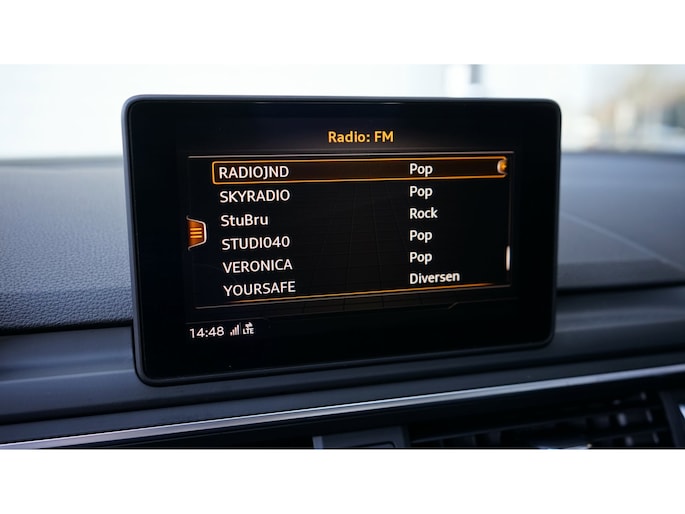 Radio: FM
RADIOJND Pop
SKYRADIO Pop
StuBru Rock
STUDIO40 Pop
VERONICA Pop
YOURSAFE Diversen
14:48 LTE